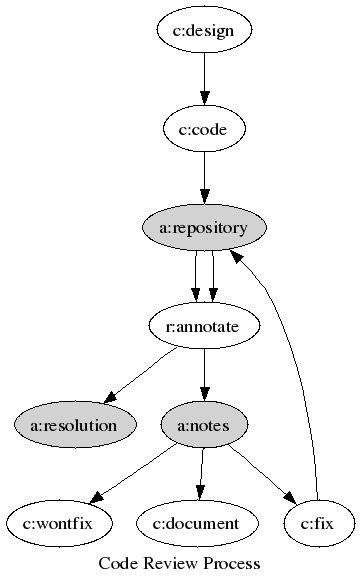 c:design
c:code
a:repository
r:annotate
a:resolution
a:notes
c:wontfix
c:document
c:fix
Code Review Process